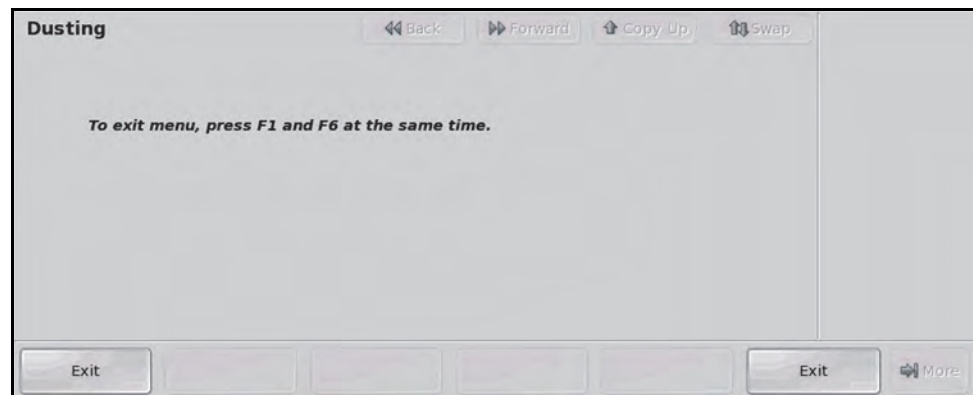 Dusting Back Forward Copy Up Swap
To exit menu, press F1 and F6 at the same time.
Exit Exit More